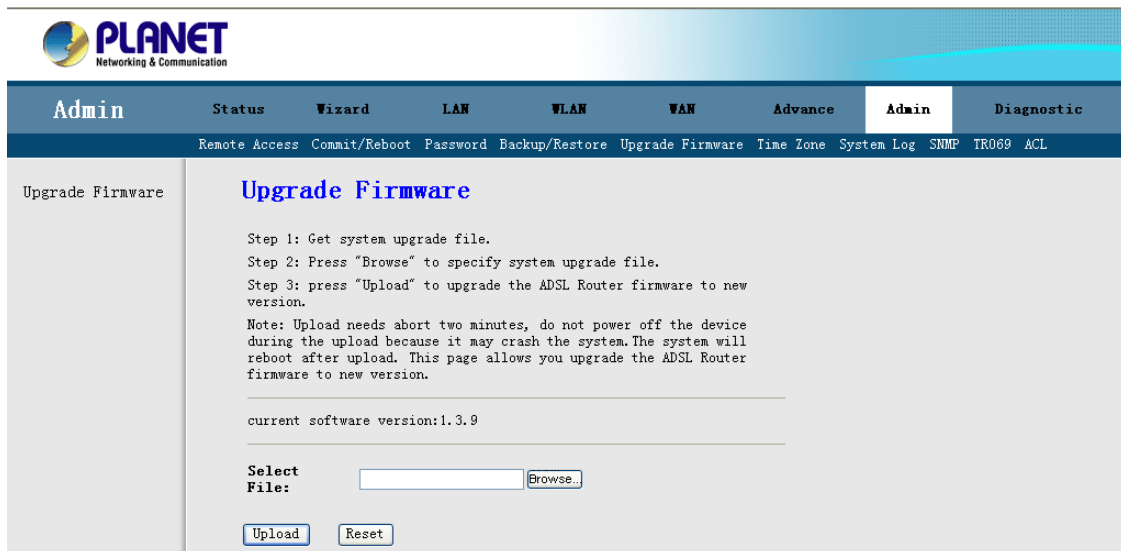 PLANET
Networking & Communication
Admin
Status Wizard LAN WLAN WAN Advance Admin Diagnostic
Remote Access Commit/Reboot Password Backup/Restore Upgrade Firmware Time Zone System Log SNMP TR069 ACL
Upgrade Firmware
Upgrade Firmware
Step 1: Get system upgrade file.
Step 2: Press "Browse" to specify system upgrade file.
Step 3: press "Upload" to upgrade the ADSL Router firmware to new
version.
Note: Upload needs abort two minutes, do not power off the device
during the upload because it may crash the system.The system will
reboot after upload. This page allows you upgrade the ADSL Router
firmware to new version.
current software version:1.3.9
Select
File:
Browse...
Upload Reset